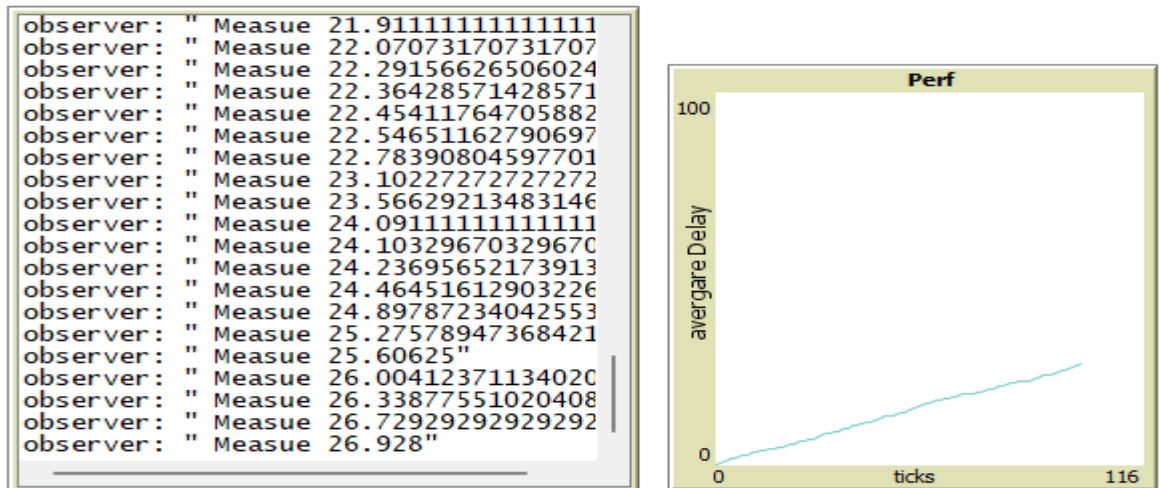 observer: " Measue 21.91111111111111
observer: " Measue 22.07073170731707
observer: " Measue 22.29156626506024
observer: " Measue 22.36428571428571
observer: " Measue 22.45411764705882
observer: " Measue 22.54651162790697
observer: " Measue 22.78390804597701
observer: " Measue 23.10227272727272
observer: " Measue 23.56629213483146
observer: " Measue 24.09111111111111
observer: " Measue 24.10329670329670
observer: " Measue 24.23695652173913
observer: " Measue 24.46451612903226
observer: " Measue 24.89787234042553
observer: " Measue 25.27578947368421
observer: " Measue 25.60625"
observer: " Measue 26.00412371134020
observer: " Measue 26.33877551020408
observer: " Measue 26.72929292929292
observer: " Measue 26.928"
Perf
100
avergare Delay
0
0
ticks
116